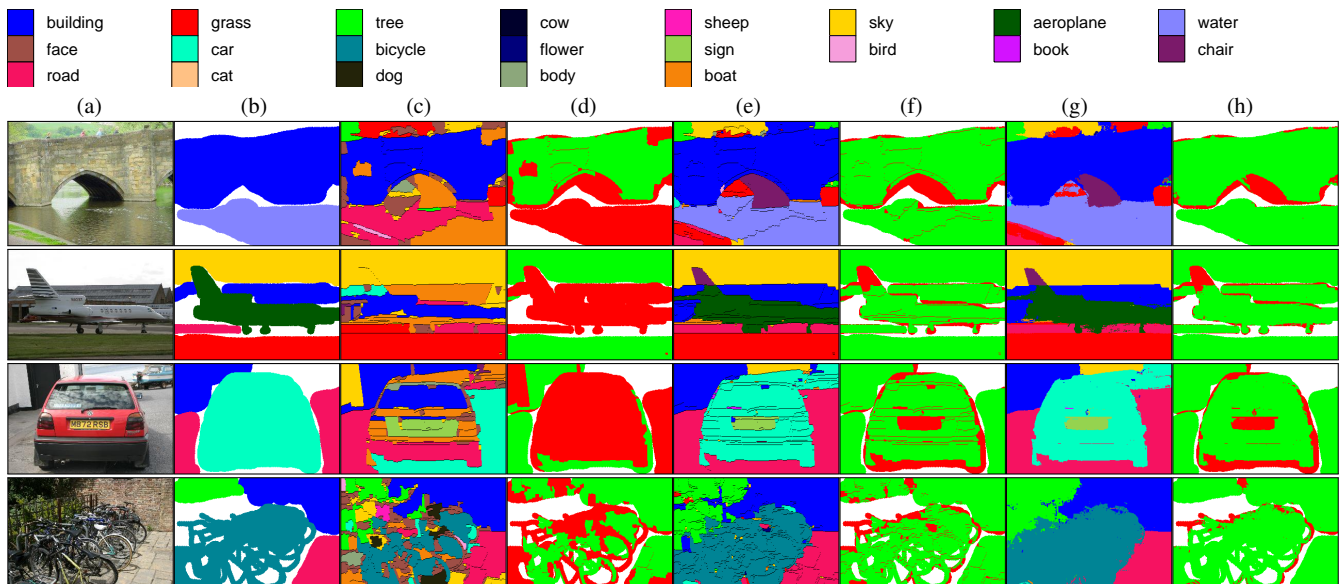 building grass tree cow sheep sky aeroplane water
face car bicycle flower sign bird book chair
road cat dog body boat
(a) (b) (c) (d) (e) (f) (g) (h)
M872 RSB